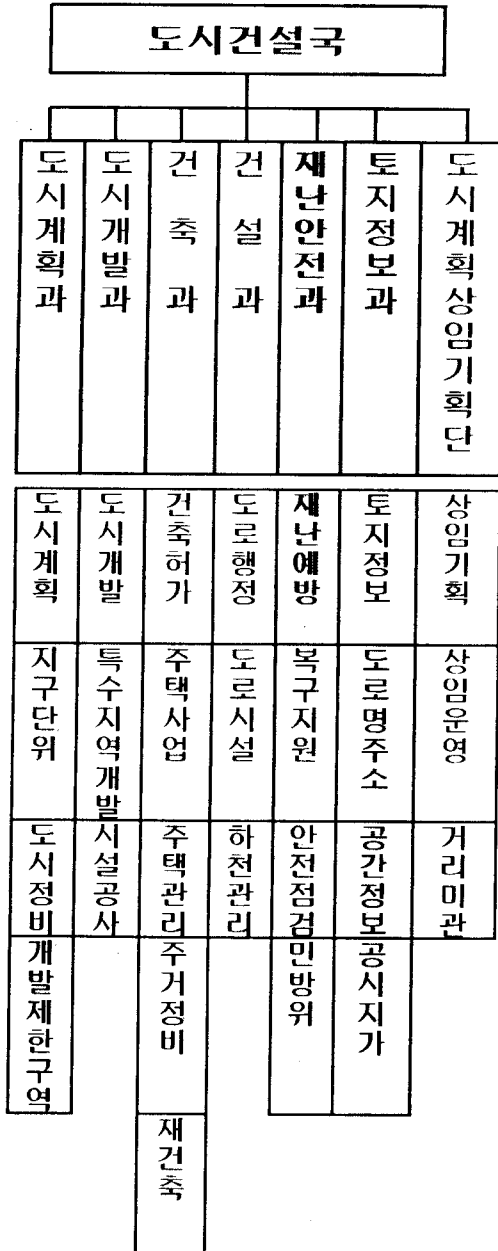 도시건설국
도시계획과
도시개발과
건축과
건설과
재난안전과
토지정보과
도시계획상임기획단
도시계획
도시개발
건축허가
도로행정
재난예방
토지정보
상임기획
지구단위
특수지역개발
주택사업
도로시설
복구지원
도로명주소
상임운영
도시정비
시설공사
주택관리
하천관리
안전점검
공간정보
거리미관
개발제한구역
주거정비
민방위
공시지가
재건축